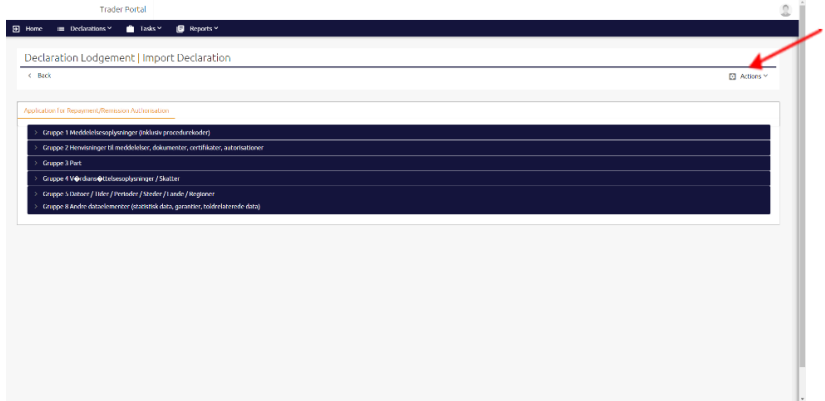 Trader Portal
Home Declarations Tasks Reports
Declaration Lodgement | Import Declaration
Back
Actions
Application for Repayment/Remission Authorisation
Gruppe 1 Meddelelsesoplysninger (inklusiv procedurekoder)
Gruppe 2 Henvisninger til meddelelser, dokumenter, certifikater, autorisationer
Gruppe 3 Part
Gruppe 4 V�rdians�ttelsesoplysninger / Skatter
Gruppe 5 Datoer / Tider / Perioder / Steder / Lande / Regioner
Gruppe 8 Andre dataelementer (statistisk data, garantier, toldrelaterede data)